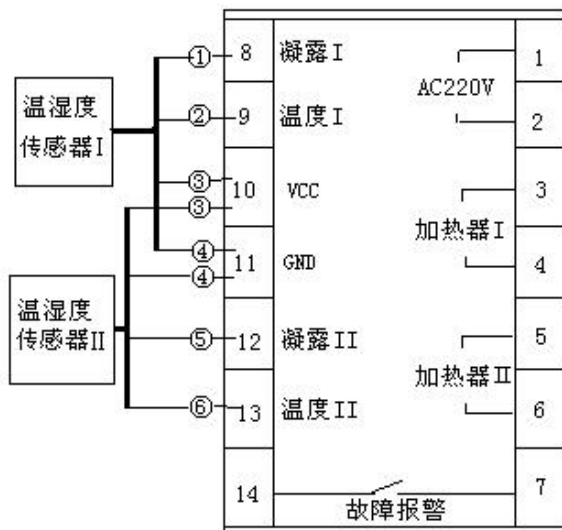 ① 8 凝露I 1
AC220V
② 9 温度I 2
温湿度
传感器I
③
③ 10 VCC 3
加热器I
④
④ 11 GND 4
温湿度
传感器II
⑤ 12 凝露II 5
加热器II
⑥ 13 温度II 6
14 故障报警 7